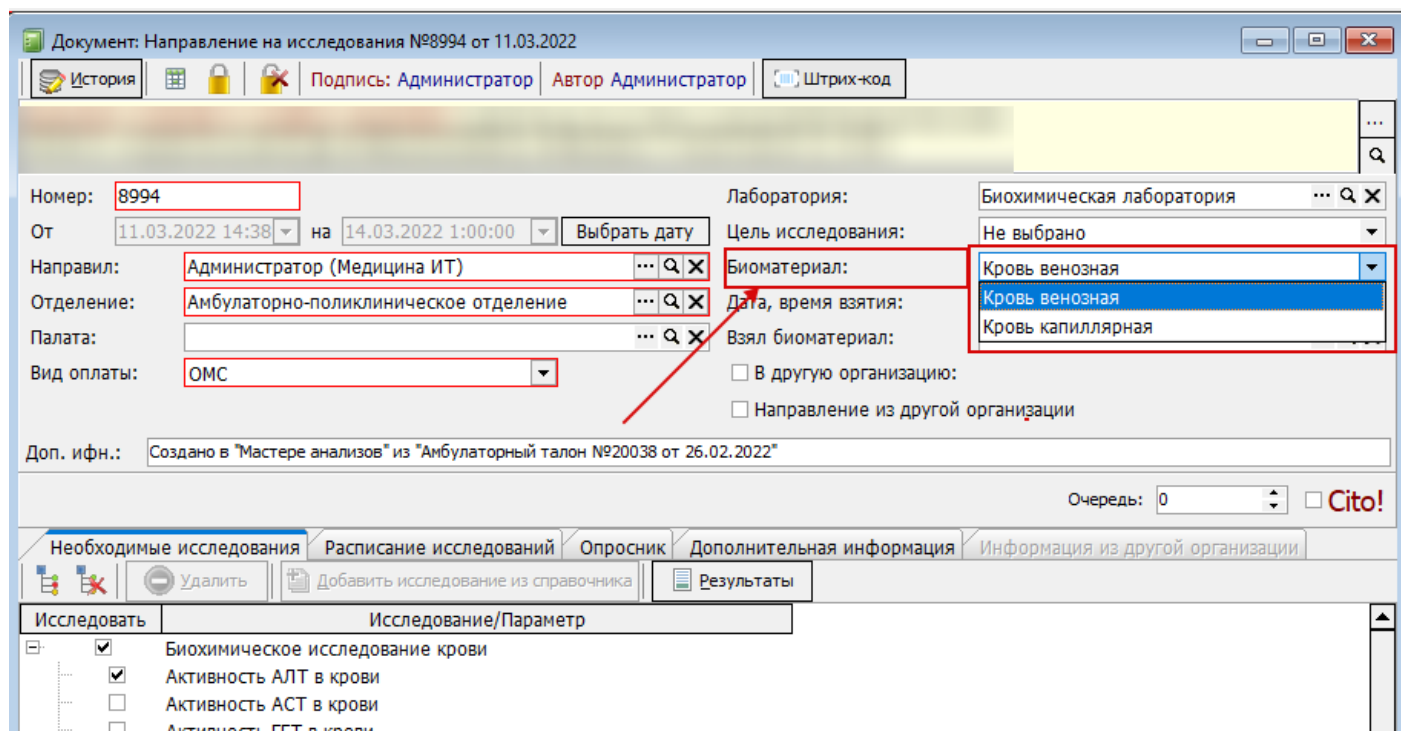 Документ: Направление на исследования №8994 от 11.03.2022
История Подпись: Администратор Автор Администратор Штрих-код
Номер: 8994 Лаборатория: Биохимическая лаборатория
От 11.03.2022 14:38 на 14.03.2022 1:00:00 Выбрать дату Цель исследования: Не выбрано
Направил: Администратор (Медицина ИТ) Биоматериал: Кровь венозная
Отделение: Амбулаторно-поликлиническое отделение Дата, время взятия: Кровь венозная
Палата: Взял биоматериал: Кровь капиллярная
Вид оплаты: ОМС В другую организацию:
Направление из другой организации
Доп. ифн.: Создано в "Мастере анализов" из "Амбулаторный талон №20038 от 26.02.2022"
Очередь: 0 Cito!
Необходимые исследования Расписание исследований Опросник Дополнительная информация Информация из другой организации
Удалить Добавить исследование из справочника Результаты
Исследовать Исследование/Параметр
Биохимическое исследование крови
Активность АЛТ в крови
Активность АСТ в крови
Активность ГГТ в крови